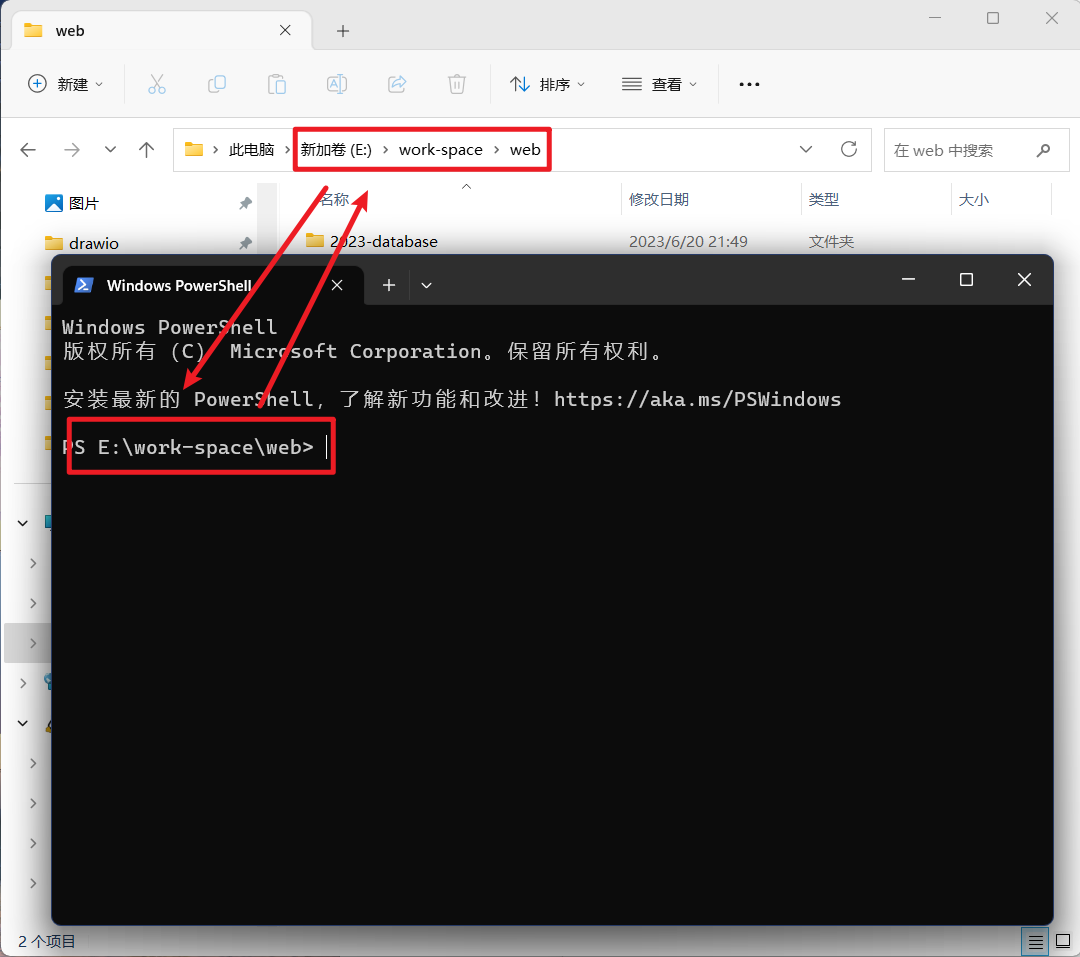 web
新建
排序
查看
此电脑 新加卷 (E:) work-space web
在 web 中搜索
图片
名称 修改日期 类型 大小
drawio
2023-database 2023/6/20 21:49 文件夹
Windows PowerShell
Windows PowerShell
版权所有 (C) Microsoft Corporation。保留所有权利。
安装最新的 PowerShell，了解新功能和改进！https://aka.ms/PSWindows
PS E:\work-space\web>
2 个项目